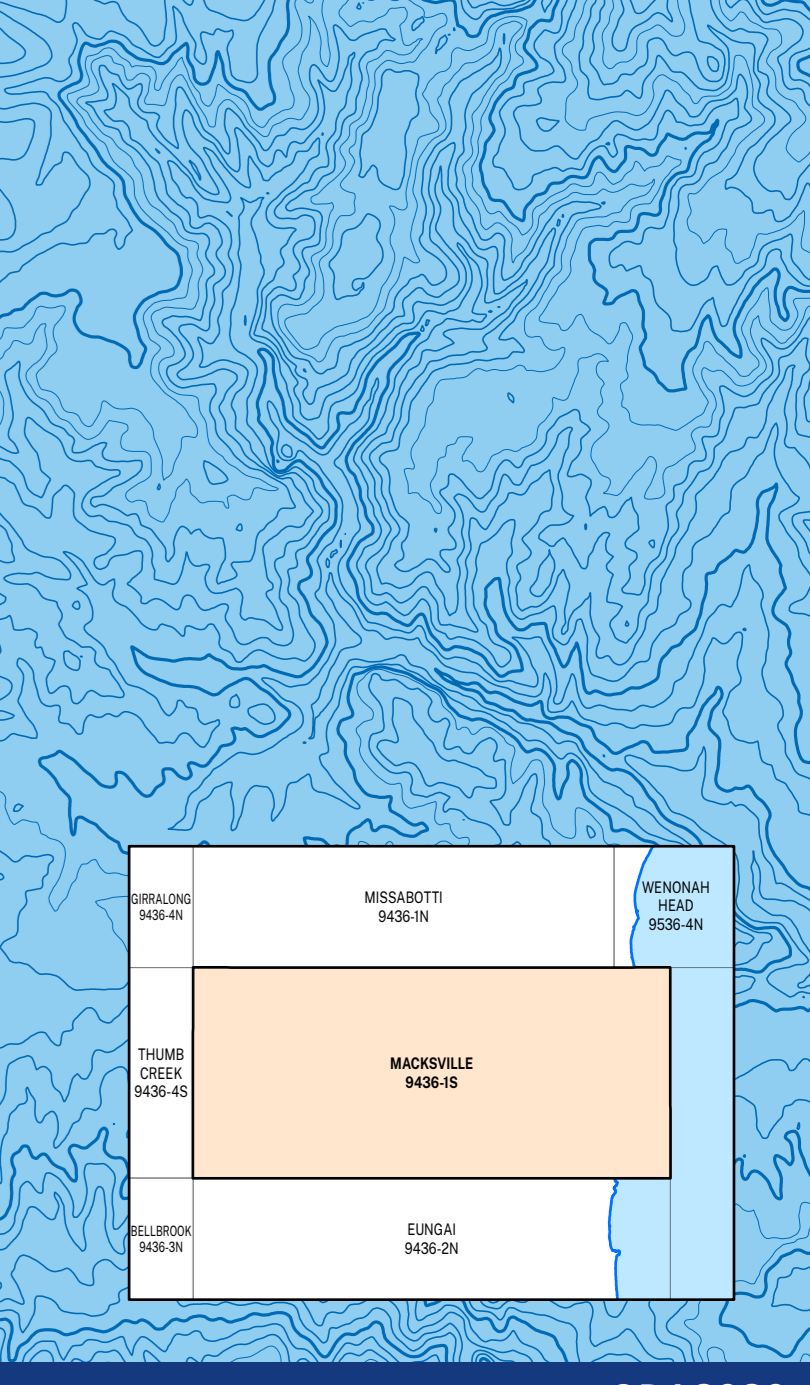 GIRRALONG
9436-4N
MISSABOTTI
9436-1N
WENONAH
HEAD
9536-4N
THUMB
CREEK
9436-4S
MACKSVILLE
9436-1S
BELLBROOK
9436-3N
EUNGAI
9436-2N